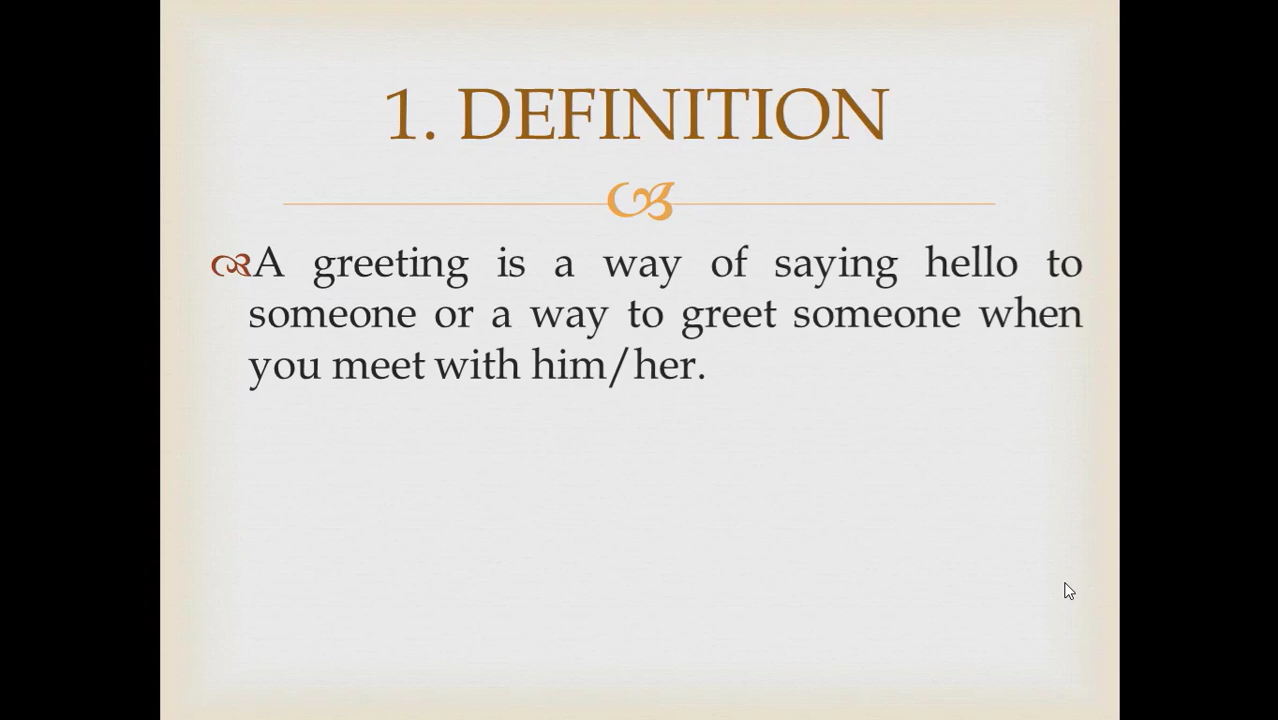 1. DEFINITION
A greeting is a way of saying hello to
someone or a way to greet someone when
you meet with him/her.